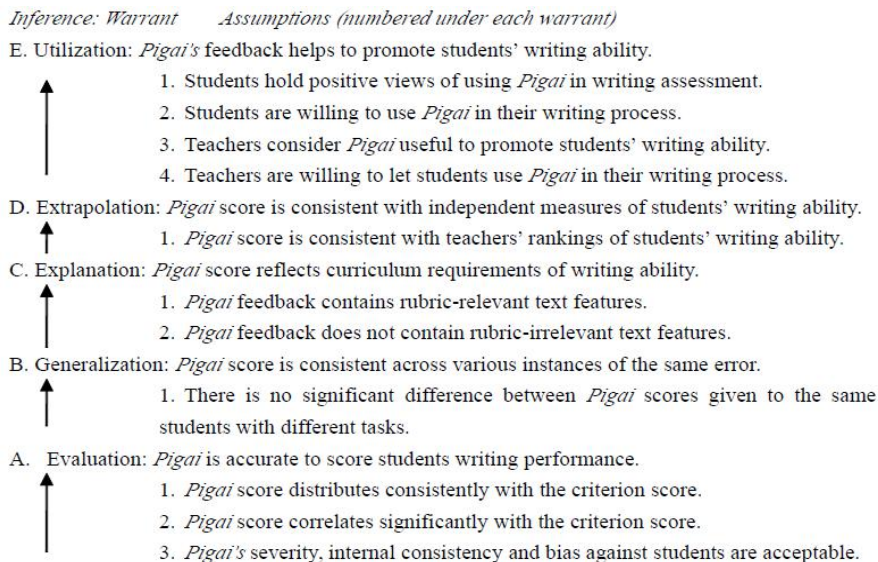 Inference: Warrant Assumptions (numbered under each warrant)
E. Utilization: Pigai's feedback helps to promote students' writing ability.
1. Students hold positive views of using Pigai in writing assessment.
2. Students are willing to use Pigai in their writing process.
3. Teachers consider Pigai useful to promote students' writing ability.
4. Teachers are willing to let students use Pigai in their writing process.
D. Extrapolation: Pigai score is consistent with independent measures of students' writing ability.
1. Pigai score is consistent with teachers' rankings of students' writing ability.
C. Explanation: Pigai score reflects curriculum requirements of writing ability.
1. Pigai feedback contains rubric-relevant text features.
2. Pigai feedback does not contain rubric-irrelevant text features.
B. Generalization: Pigai score is consistent across various instances of the same error.
1. There is no significant difference between Pigai scores given to the same
students with different tasks.
A. Evaluation: Pigai is accurate to score students writing performance.
1. Pigai score distributes consistently with the criterion score.
2. Pigai score correlates significantly with the criterion score.
3. Pigai's severity, internal consistency and bias against students are acceptable.